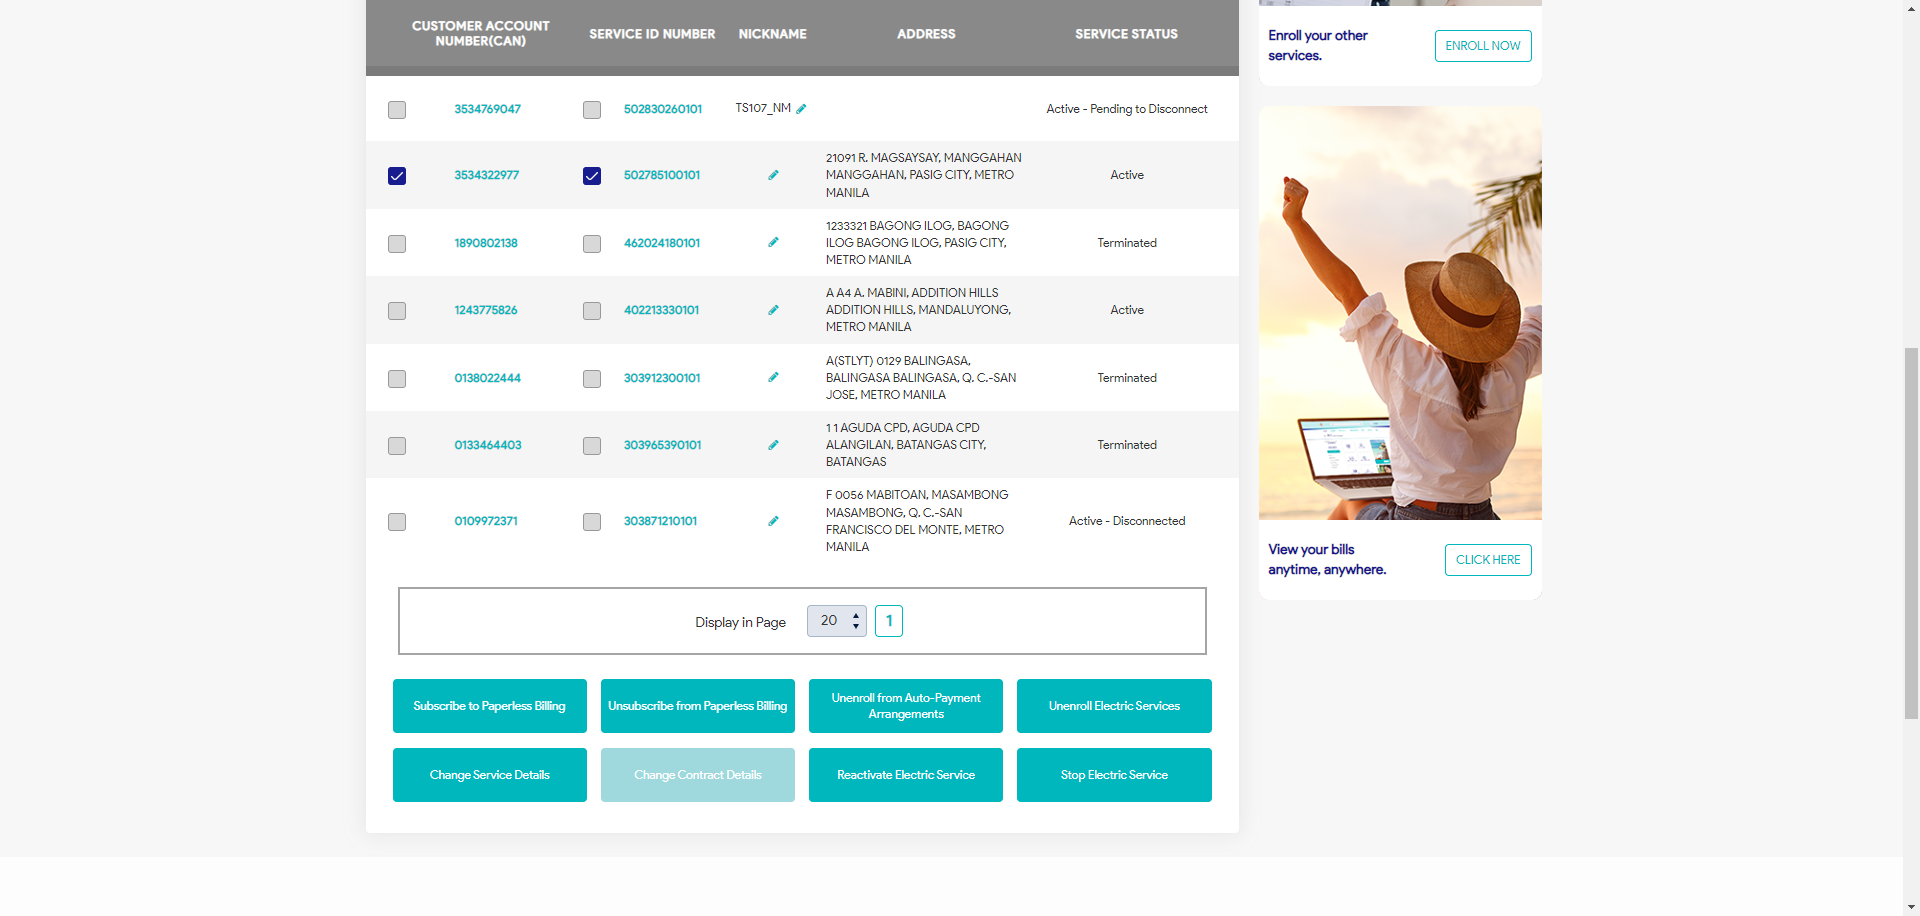 CUSTOMER ACCOUNT
NUMBER(CAN)
SERVICE ID NUMBER
NICKNAME
ADDRESS
SERVICE STATUS
3534769047
502830260101
TS107_NM
Active - Pending to Disconnect
3534322977
502785100101
21091 R. MAGSAYSAY, MANGGAHAN
MANGGAHAN, PASIG CITY, METRO
MANILA
Active
1890802138
462024180101
1233321 BAGONG ILOG, BAGONG
ILOG BAGONG ILOG, PASIG CITY,
METRO MANILA
Terminated
1243775826
402213330101
A A4 A. MABINI, ADDITION HILLS
ADDITION HILLS, MANDALUYONG,
METRO MANILA
Active
0138022444
303912300101
A(STLYT) 0129 BALINGASA,
BALINGASA BALINGASA, Q. C.-SAN
JOSE, METRO MANILA
Terminated
0133464403
303965390101
1 1 AGUDA CPD, AGUDA CPD
ALANGILAN, BATANGAS CITY,
BATANGAS
Terminated
0109972371
303871210101
F 0056 MABITOAN, MASAMBONG
MASAMBONG, Q. C.-SAN
FRANCISCO DEL MONTE, METRO
MANILA
Active - Disconnected
Display in Page
20
1
Subscribe to Paperless Billing
Unsubscribe from Paperless Billing
Unenroll from Auto-Payment
Arrangements
Unenroll Electric Services
Change Service Details
Change Contract Details
Reactivate Electric Service
Stop Electric Service
Enroll your other
services.
ENROLL NOW
View your bills
anytime, anywhere.
CLICK HERE